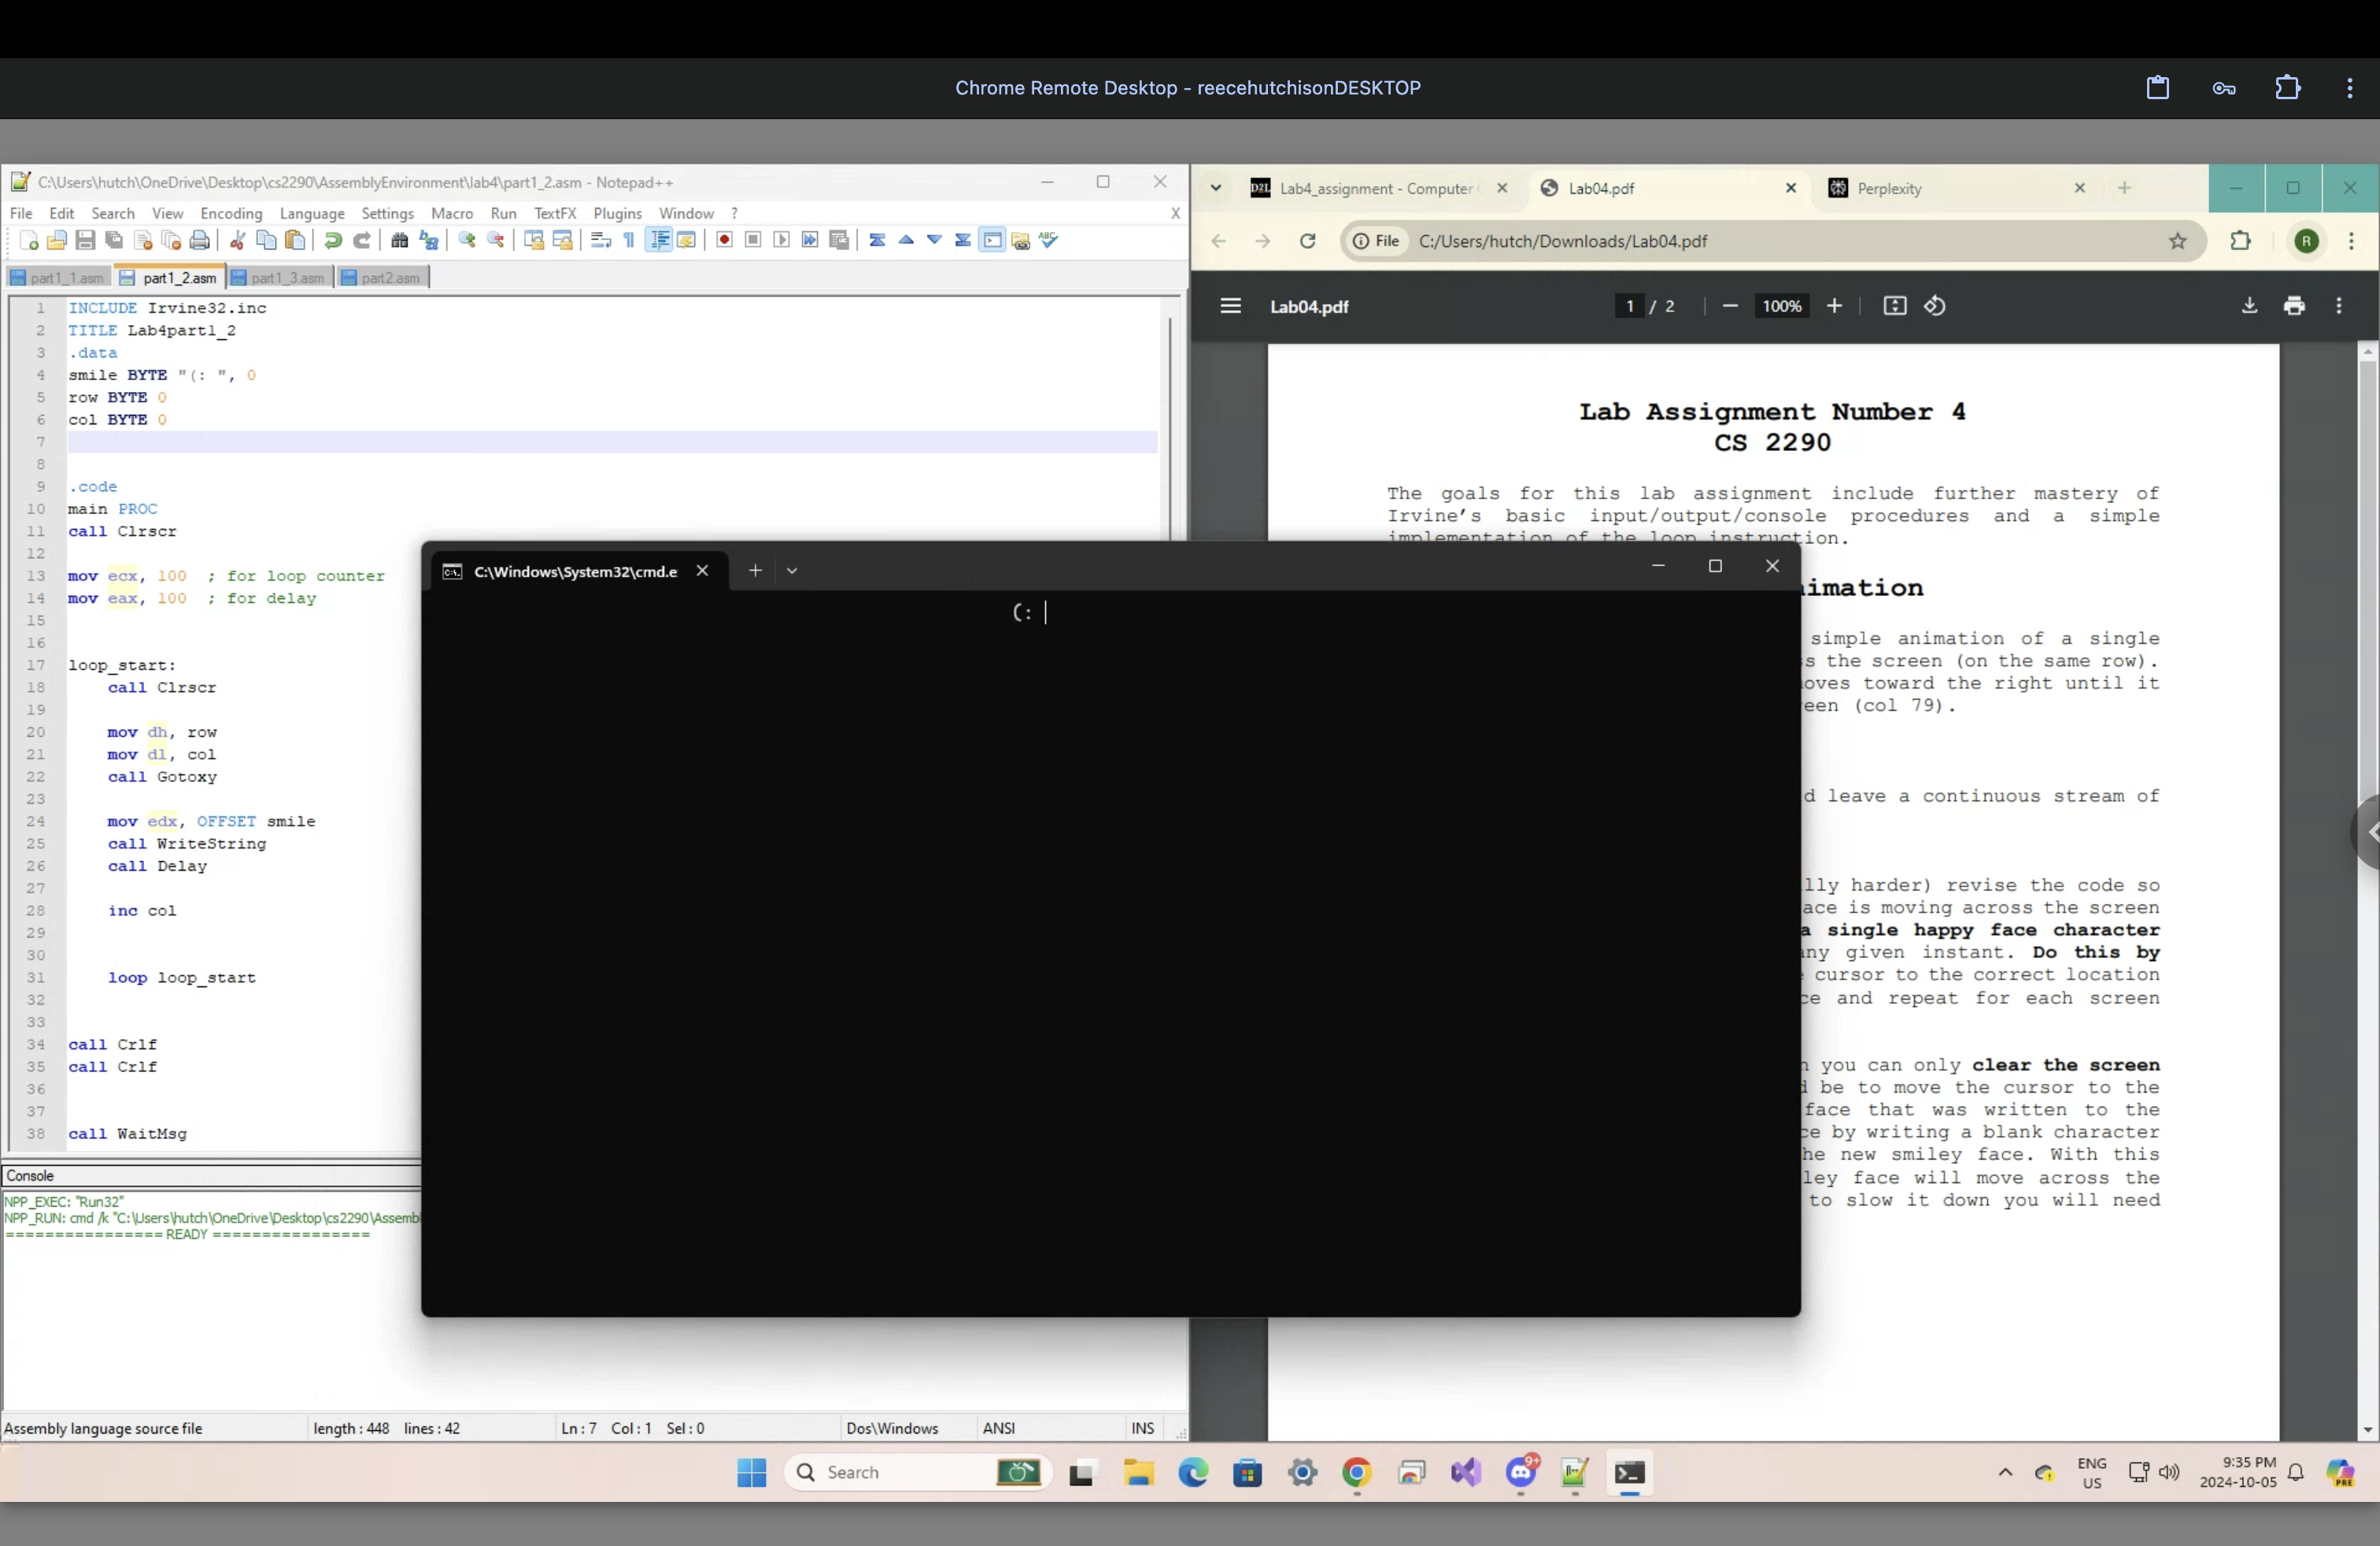 Chrome Remote Desktop - reecehutchisonDESKTOP
C:\Users\hutch\OneDrive\Desktop\cs2290\AssemblyEnvironment\lab4\part1_2.asm - Notepad++
File Edit Search View Encoding Language Settings Macro Run TextFX Plugins Window ? X
part1_1.asm part1_2.asm part1_3.asm part2.asm
1 INCLUDE Irvine32.inc
2 TITLE Lab4part1_2
3 .data
4 smile BYTE "(: ", 0
5 row BYTE 0
6 col BYTE 0
7
8
9 .code
10 main PROC
11 call Clrscr
12
13 mov ecx, 100 ; for loop counter
14 mov eax, 100 ; for delay
15
16
17 loop_start:
18 call Clrscr
19
20 mov dh, row
21 mov dl, col
22 call Gotoxy
23
24 mov edx, OFFSET smile
25 call WriteString
26 call Delay
27
28 inc col
29
30
31 loop loop_start
32
33
34 call Crlf
35 call Crlf
36
37
38 call WaitMsg
Console
NPP_EXEC: "Run32"
NPP_RUN: cmd /k "C:\Users\hutch\OneDrive\Desktop\cs2290\Assembl
================ READY ================
Assembly language source file length : 448 lines : 42 Ln : 7 Col : 1 Sel : 0 Dos\Windows ANSI INS
C:\Windows\System32\cmd.e
(:
D2L Lab4_assignment - Computer Lab04.pdf Perplexity
File C:/Users/hutch/Downloads/Lab04.pdf R
Lab04.pdf 1 / 2 100%
Lab Assignment Number 4
CS 2290
The goals for this lab assignment include further mastery of
Irvine's basic input/output/console procedures and a simple
implementation of the loop instruction.
imation
simple animation of a single
s the screen (on the same row).
oves toward the right until it
een (col 79).
d leave a continuous stream of
lly harder) revise the code so
ace is moving across the screen
a single happy face character
ny given instant. Do this by
cursor to the correct location
ce and repeat for each screen
you can only clear the screen
d be to move the cursor to the
face that was written to the
ce by writing a blank character
he new smiley face. With this
ley face will move across the
to slow it down you will need
Search 9+ ENG
US 9:35 PM
2024-10-05 PRE